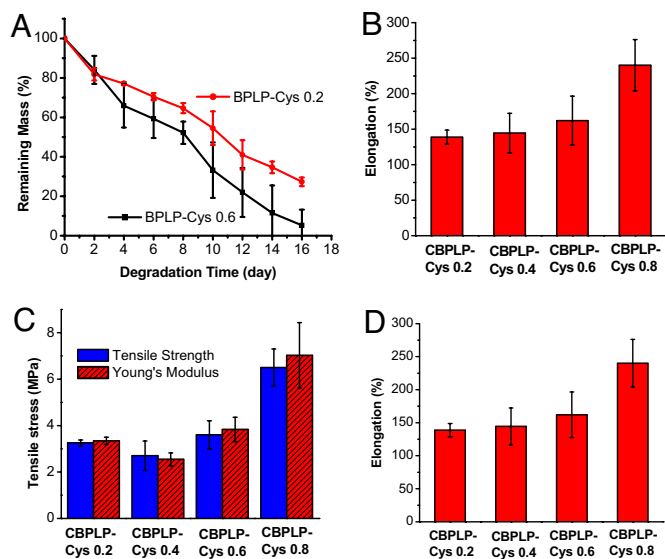 A
100
80
60
40
20
0
Remaining Mass (%)
BPLP-Cys 0.2
BPLP-Cys 0.6
0 2 4 6 8 10 12 14 16 18
Degradation Time (day)
B
300
250
200
150
100
50
0
Elongation (%)
CBPLP- CBPLP- CBPLP- CBPLP-
Cys 0.2 Cys 0.4 Cys 0.6 Cys 0.8
C
8
6
4
2
0
Tensile stress (MPa)
Tensile Strength
Young's Modulus
CBPLP- CBPLP- CBPLP- CBPLP-
Cys 0.2 Cys 0.4 Cys 0.6 Cys 0.8
D
300
250
200
150
100
50
0
Elongation (%)
CBPLP- CBPLP- CBPLP- CBPLP-
Cys 0.2 Cys 0.4 Cys 0.6 Cys 0.8